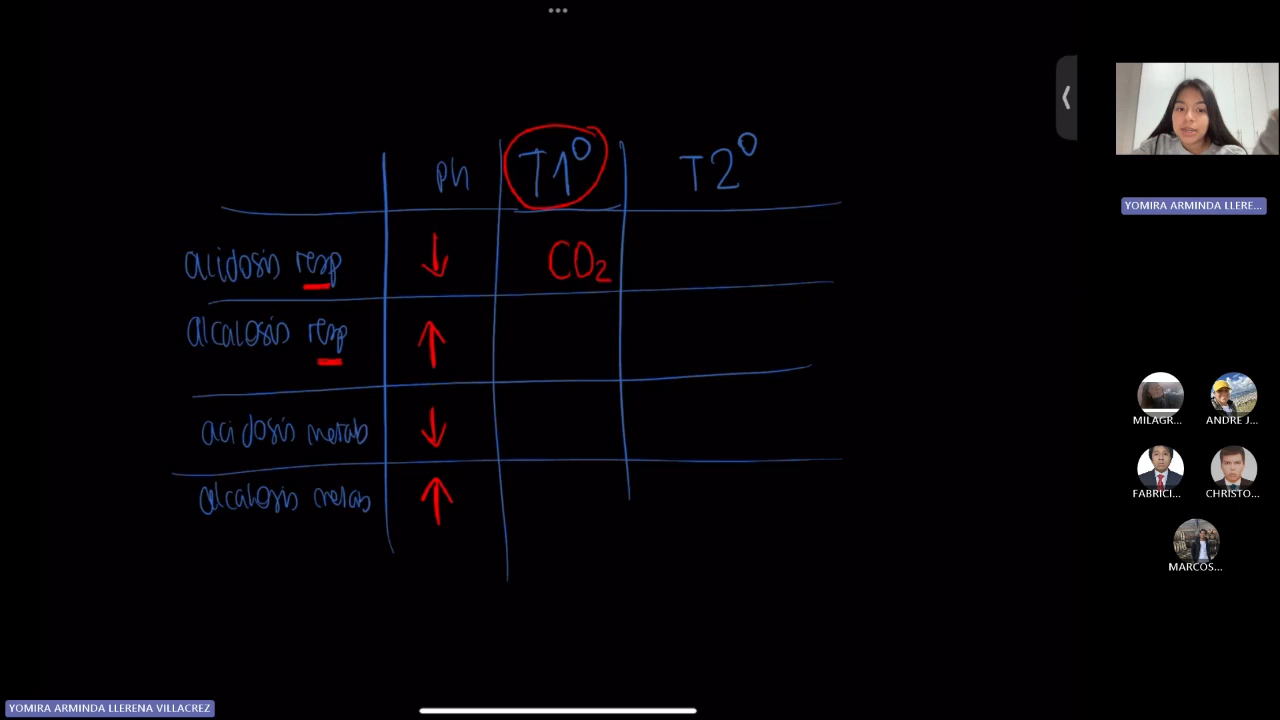 ph T1° T2°
acidosis resp ↓ CO2
alcalosis resp ↑
acidosis metab ↓
alcalosis metab ↑
YOMIRA ARMINDA LLERE...
MILAGR... ANDRE J...
FABRICI... CHRISTO...
MARCOS...
YOMIRA ARMINDA LLERENA VILLACREZ